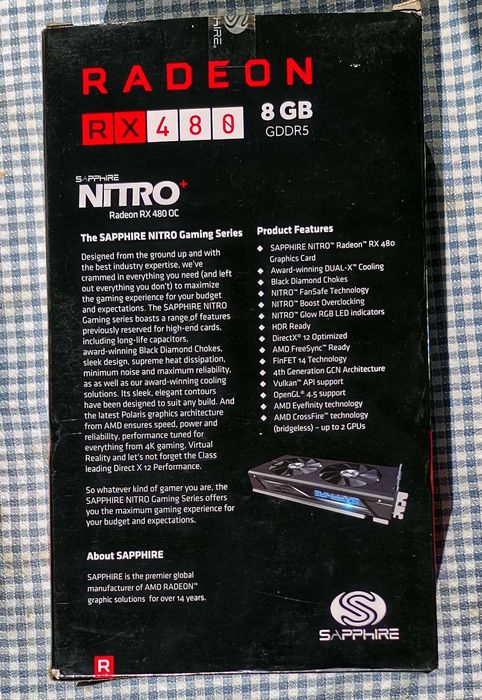 SAPPHIRE
RADEON
RX 480
8 GB
GDDR5
SAPPHIRE
NITRO+
Radeon RX 480 OC
The SAPPHIRE NITRO Gaming Series
Designed from the ground up and with
the best industry expertise, we've
crammed in everything you need (and left
out everything you don't) to maximize
the gaming experience for your budget
and expectations. The SAPPHIRE NITRO
Gaming series boasts a range of features
previously reserved for high-end cards,
including long-life capacitors,
award-winning Black Diamond Chokes,
sleek design, supreme heat dissipation,
minimum noise and maximum reliability,
as as well as our award-winning cooling
solutions. Its sleek, elegant contours
have been designed to suit any build. And
the latest Polaris graphics architecture
from AMD ensures speed, power and
reliability, performance tuned for
everything from 4K gaming, Virtual
Reality and let's not forget the Class
leading Direct X 12 Performance.
So whatever kind of gamer you are, the
SAPPHIRE NITRO Gaming Series offers
you the maximum gaming experience for
your budget and expectations.
About SAPPHIRE
SAPPHIRE is the premier global
manufacturer of AMD RADEON™
graphic solutions for over 14 years.
Product Features
◆ SAPPHIRE NITRO™ Radeon™ RX 480
Graphics Card
◆ Award-winning DUAL-X™ Cooling
◆ Black Diamond Chokes
◆ NITRO™ FanSafe Technology
◆ NITRO™ Boost Overclocking
◆ NITRO™ Glow RGB LED indicators
◆ HDR Ready
◆ DirectX® 12 Optimized
◆ AMD FreeSync™ Ready
◆ FinFET 14 Technology
◆ 4th Generation GCN Architecture
◆ Vulkan™ API support
◆ OpenGL® 4.5 support
◆ AMD Eyefinity technology
◆ AMD CrossFire™ technology
(bridgeless) - up to 2 GPUs
SAPPHIRE
SAPPHIRE
R